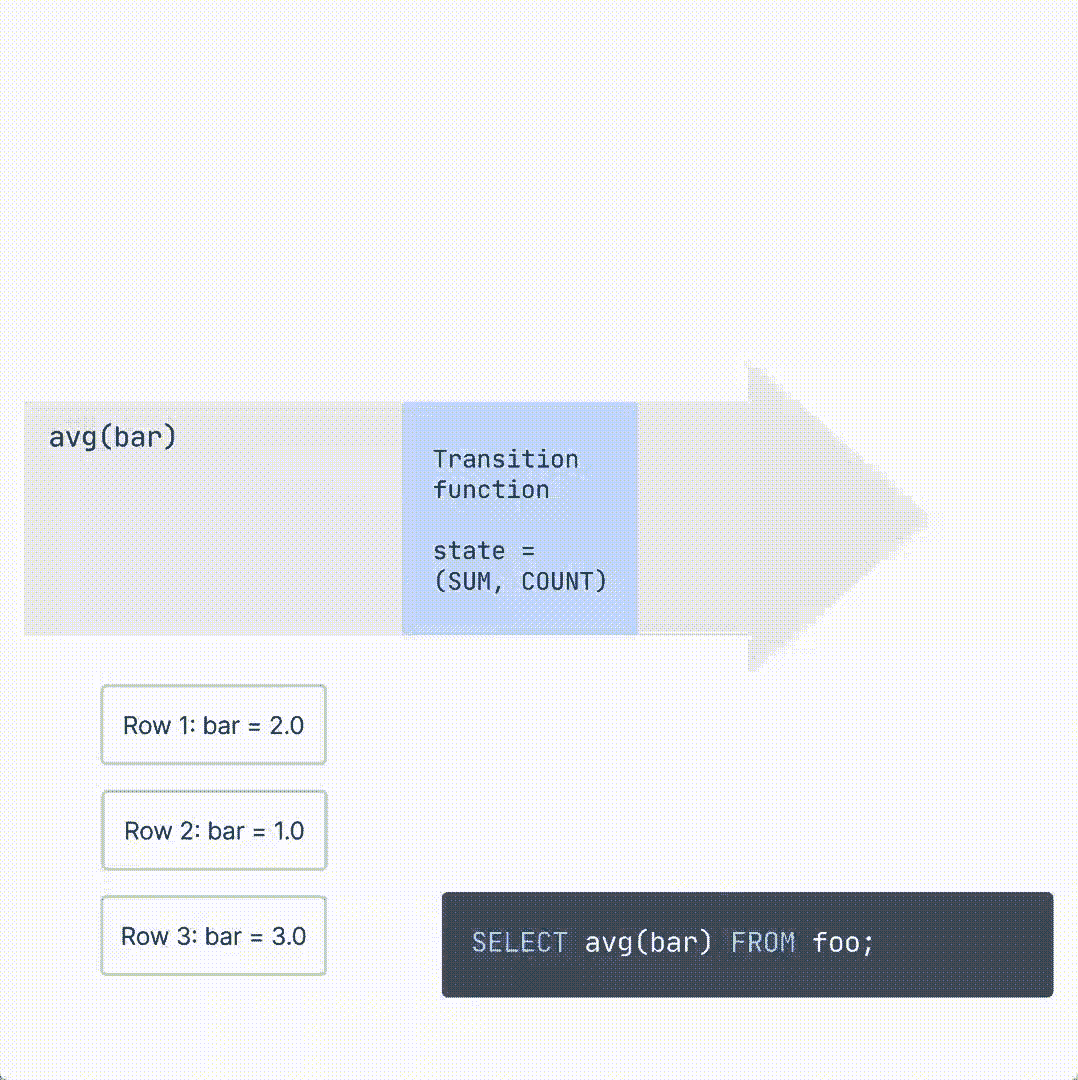 avg(bar)
Transition
function
state =
(SUM, COUNT)
Row 1: bar = 2.0
Row 2: bar = 1.0
Row 3: bar = 3.0
SELECT avg(bar) FROM foo;